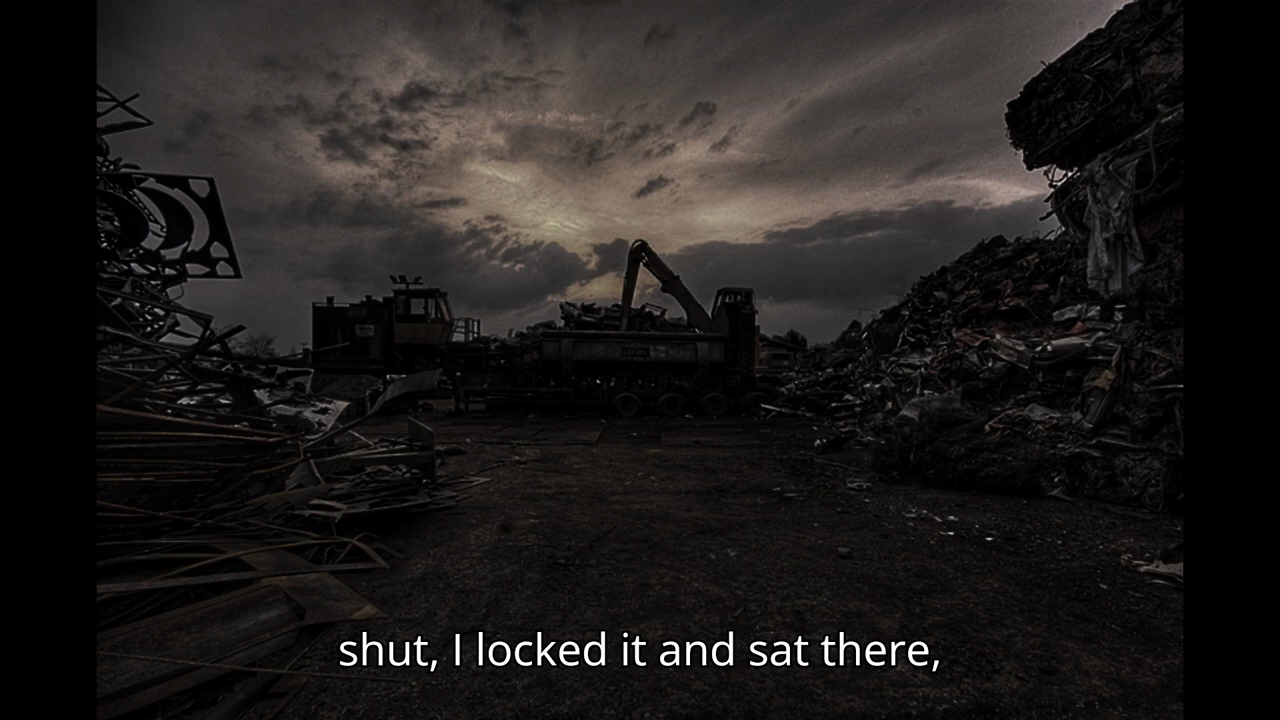 shut, I locked it and sat there,